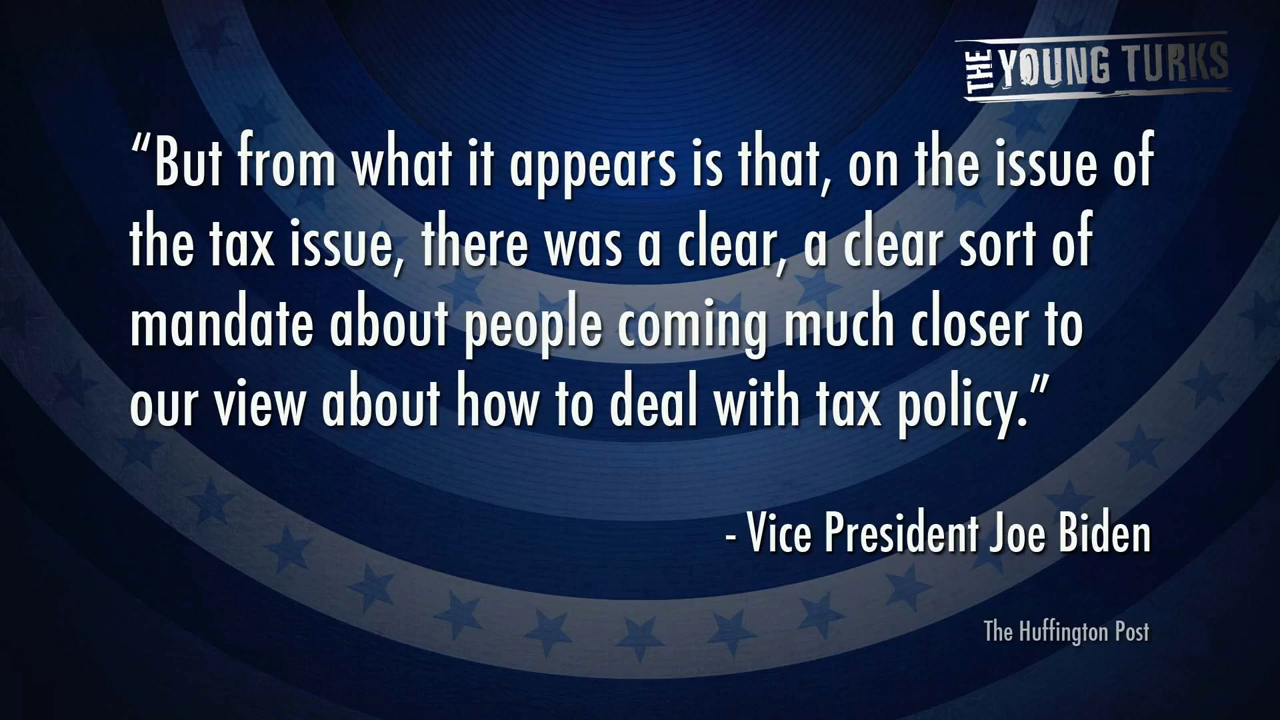 THE YOUNG TURKS
“But from what it appears is that, on the issue of
the tax issue, there was a clear, a clear sort of
mandate about people coming much closer to
our view about how to deal with tax policy.”
- Vice President Joe Biden
The Huffington Post